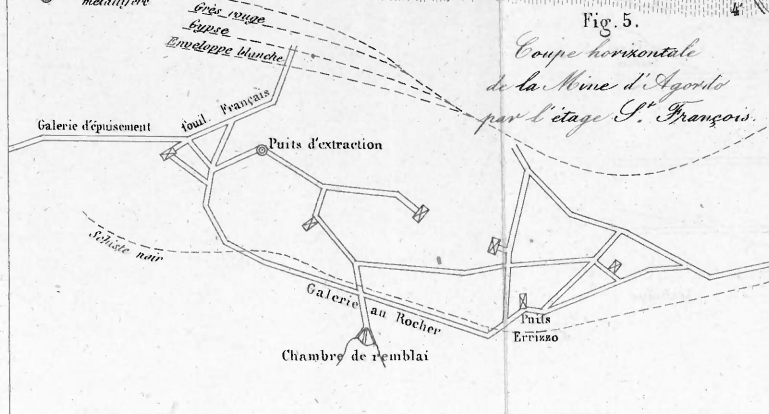 métallifère
Grès rouge
Gypse
Enveloppe blanche
Fig. 5.
Coupe horizontale
de la Mine d'Agordo
par l'étage St. François.
Galerie d'épuisement
fouil. Français
Puits d'extraction
Schiste noir
Galerie au Rocher
Puits
Errizzo
Chambre de remblai